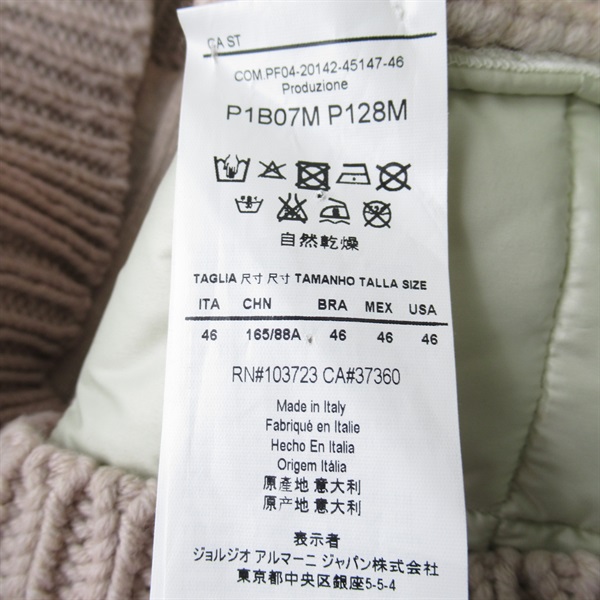 CA ST
COM.PF04-20142-45147-46
Produzione
P1B07M P128M
自然乾燥
TAGLIA 尺寸 尺寸 TAMANHO TALLA SIZE
ITA CHN BRA MEX USA
46 165/88A 46 46 46
RN#103723 CA#37360
Made in Italy
Fabriquè en Italie
Hecho En Italia
Origem Itàlia
原產地 意大利
原产地 意大利
表示者
ジョルジオ アルマーニ ジャパン株式会社
東京都中央区銀座5-5-4